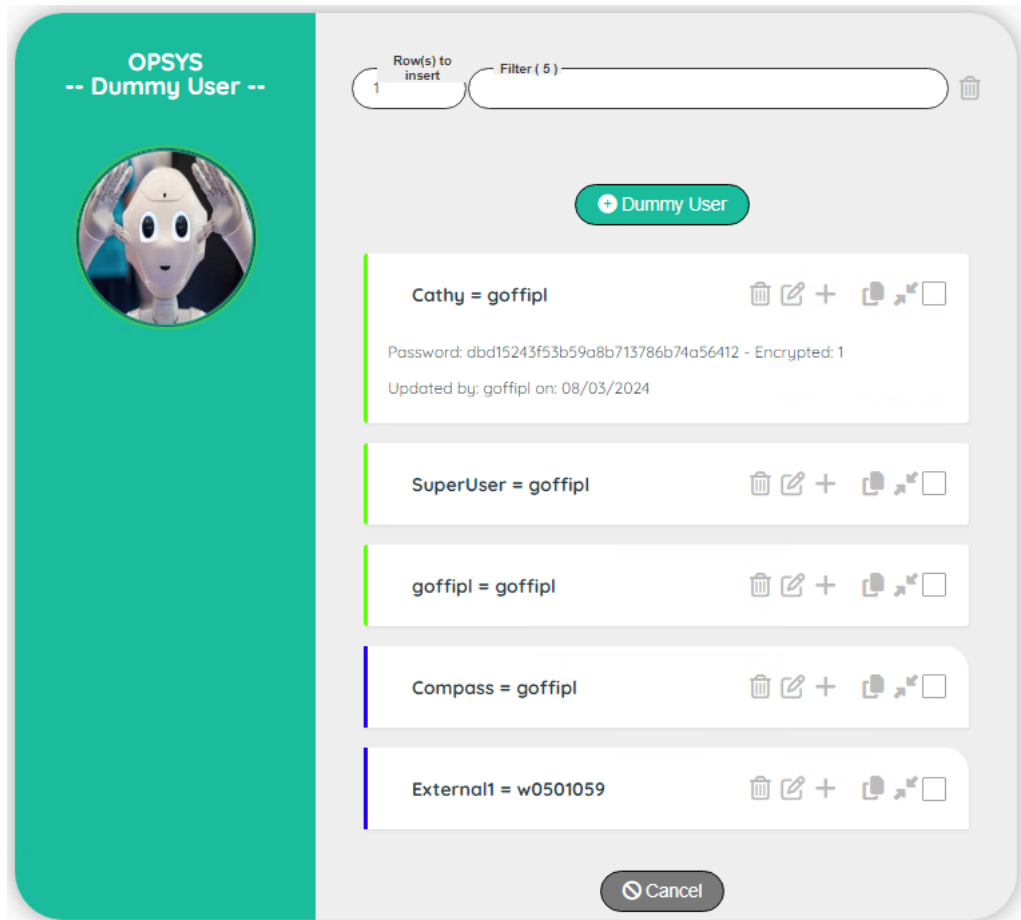 OPSYS
-- Dummy User --
Row(s) to
insert
Filter ( 5 )
1
Dummy User
Cathy = goffipl
Password: dbd15243f53b59a8b713786b74a56412 - Encrypted: 1
Updated by: goffipl on: 08/03/2024
SuperUser = goffipl
goffipl = goffipl
Compass = goffipl
External1 = w0501059
Cancel